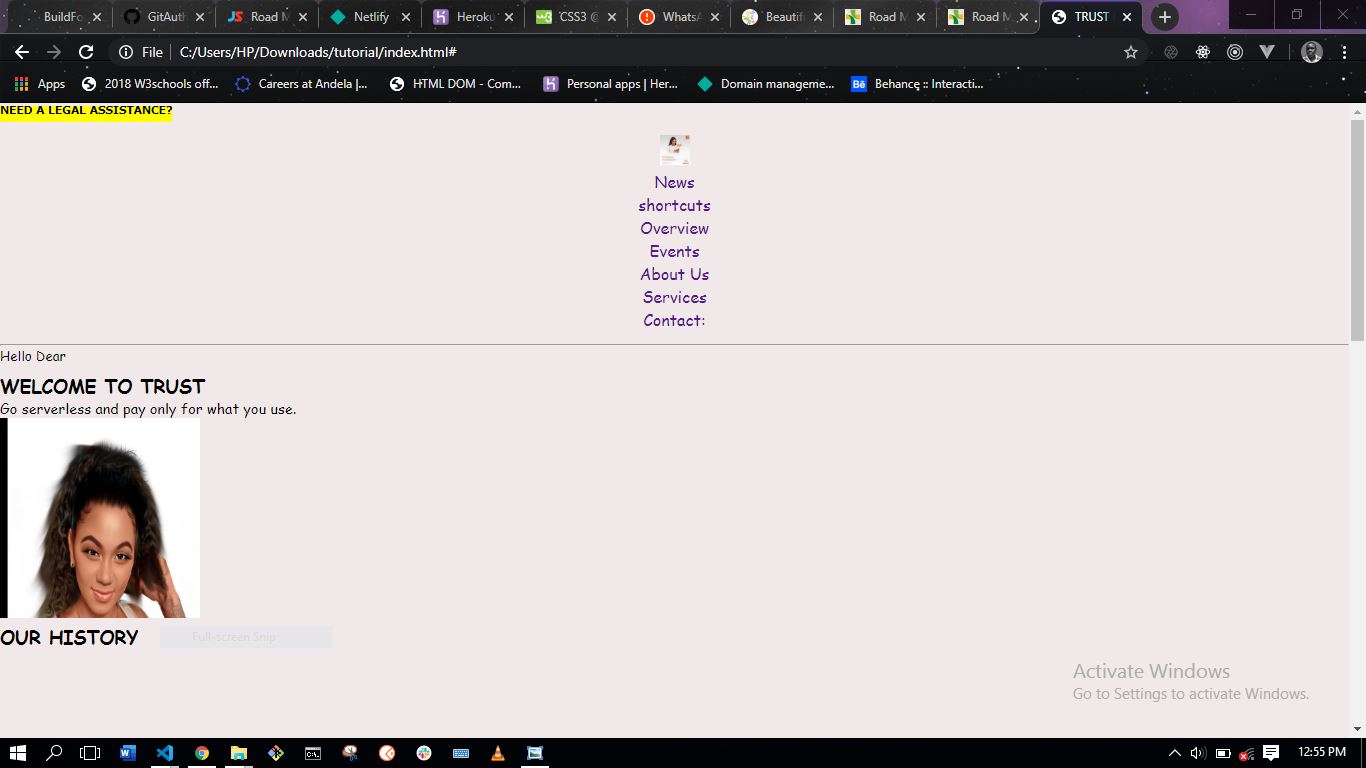 BuildFo
GitAuth
Road M
Netlify
Heroku
CSS3 @
WhatsA
Beautif
Road M
Road M
TRUST
File
C:/Users/HP/Downloads/tutorial/index.html#
Apps
2018 W3schools off...
Careers at Andela |...
HTML DOM - Com...
Personal apps | Her...
Domain manageme...
Bē
Behance :: Interacti...
NEED A LEGAL ASSISTANCE?
News
shortcuts
Overview
Events
About Us
Services
Contact:
Hello Dear
WELCOME TO TRUST
Go serverless and pay only for what you use.
OUR HISTORY
Full-screen Snip
Activate Windows
Go to Settings to activate Windows.
12:55 PM